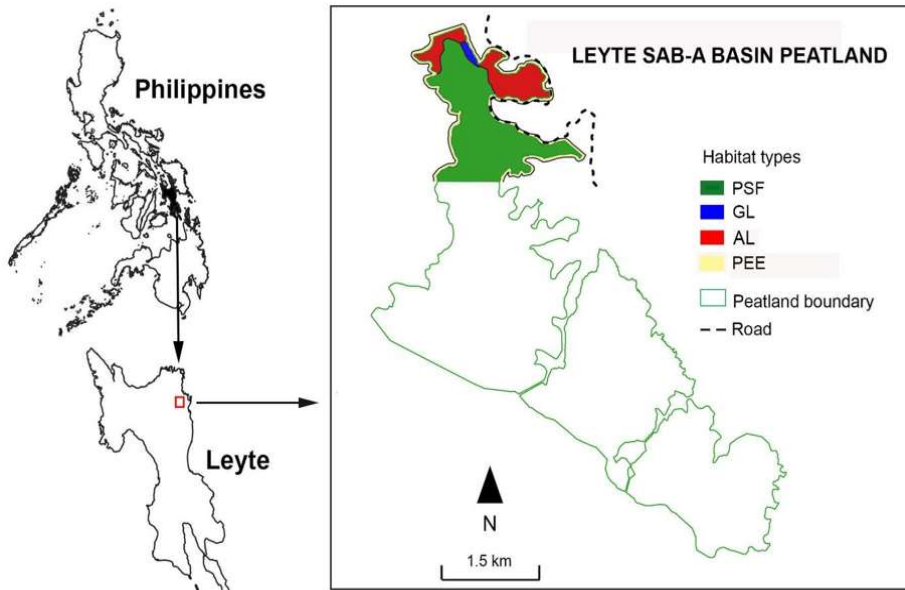 Philippines
Leyte
LEYTE SAB-A BASIN PEATLAND
Habitat types
PSF
GL
AL
PEE
Peatland boundary
Road
N
1.5 km